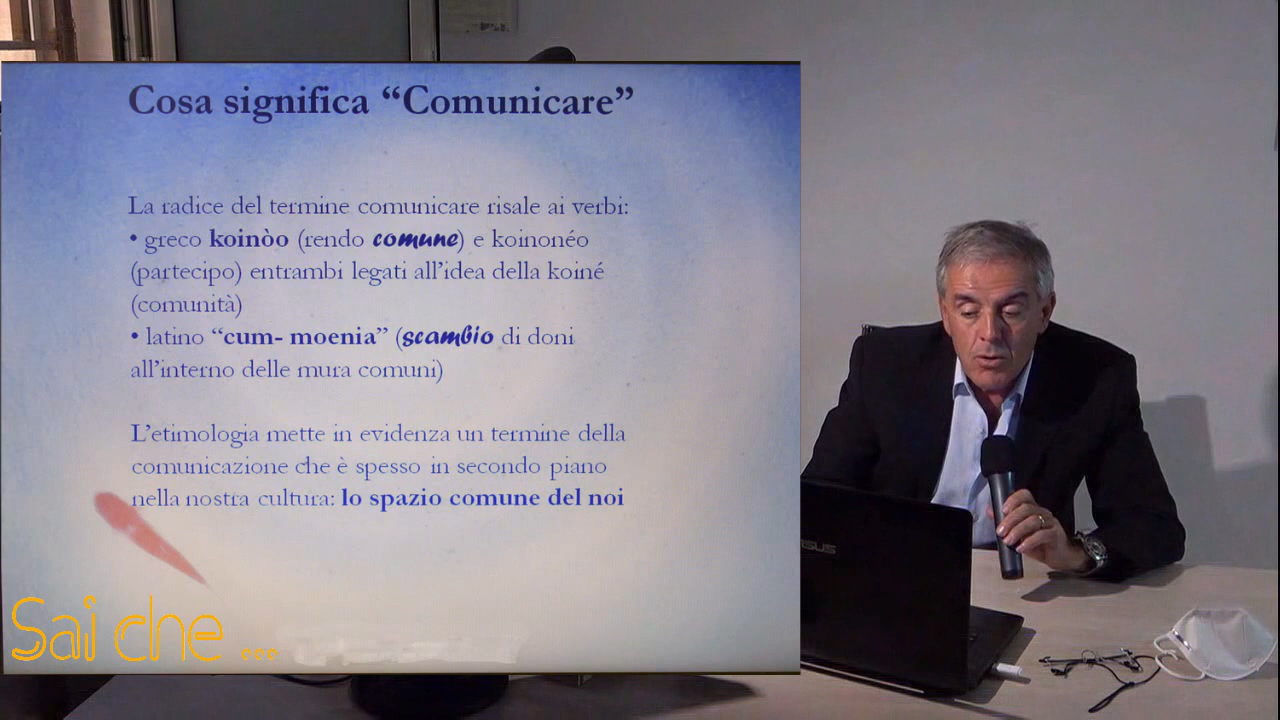 Cosa significa “Comunicare”
La radice del termine comunicare risale ai verbi:
• greco koinòo (rendo comune) e koinonéo
(partecipo) entrambi legati all’idea della koiné
(comunità)
• latino “cum- moenia” (scambio di doni
all’interno delle mura comuni)
L’etimologia mette in evidenza un termine della
comunicazione che è spesso in secondo piano
nella nostra cultura: lo spazio comune del noi
Sai che ...
ASUS